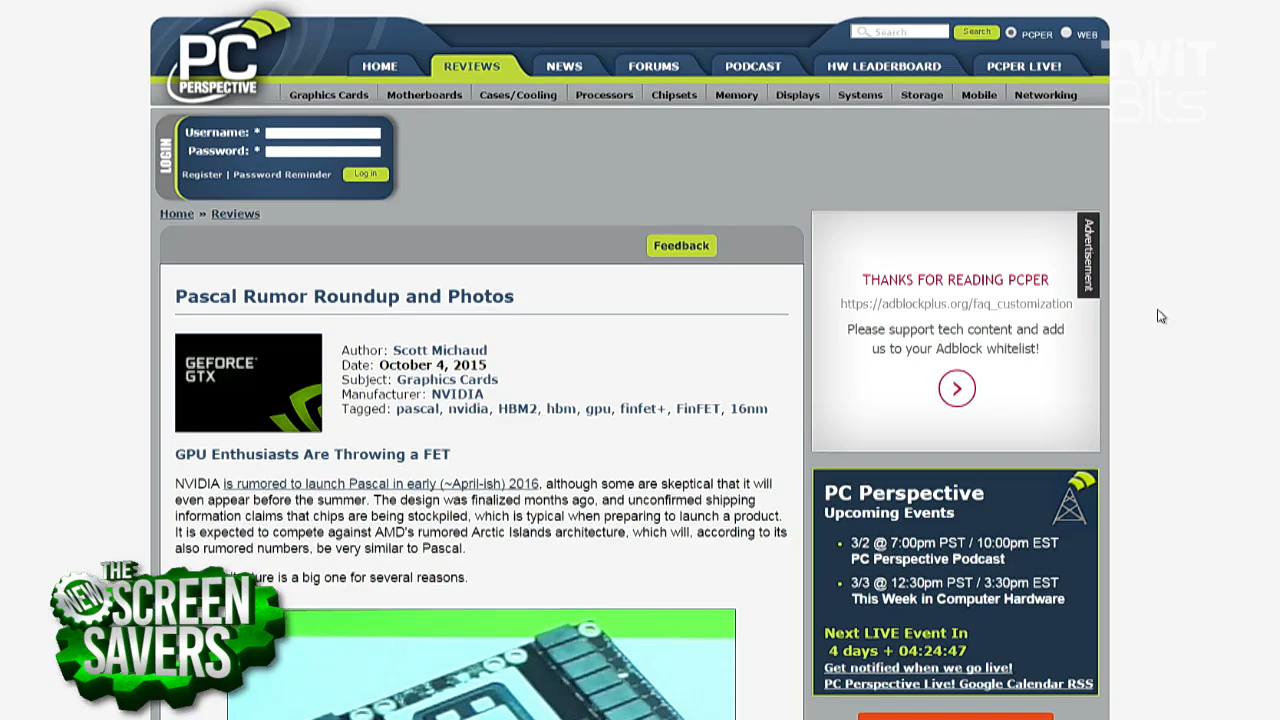 PC
PERSPECTIVE
Search
Search
PCPER
WEB
TWiT
Bits
HOME
REVIEWS
NEWS
FORUMS
PODCAST
HW LEADERBOARD
PCPER LIVE!
Graphics Cards
Motherboards
Cases/Cooling
Processors
Chipsets
Memory
Displays
Systems
Storage
Mobile
Networking
LOGIN
Username: *
Password: *
Register | Password Reminder
Log in
Home » Reviews
Feedback
Pascal Rumor Roundup and Photos
GEFORCE
GTX
Author: Scott Michaud
Date: October 4, 2015
Subject: Graphics Cards
Manufacturer: NVIDIA
Tagged: pascal, nvidia, HBM2, hbm, gpu, finfet+, FinFET, 16nm
GPU Enthusiasts Are Throwing a FET
NVIDIA is rumored to launch Pascal in early (~April-ish) 2016, although some are skeptical that it will
even appear before the summer. The design was finalized months ago, and unconfirmed shipping
information claims that chips are being stockpiled, which is typical when preparing to launch a product.
It is expected to compete against AMD's rumored Arctic Islands architecture, which will, according to its
also rumored numbers, be very similar to Pascal.
is a big one for several reasons.
Advertisement
THANKS FOR READING PCPER
https://adblockplus.org/faq_customization
Please support tech content and add
us to your Adblock whitelist!
PC Perspective
Upcoming Events
3/2 @ 7:00pm PST / 10:00pm EST
PC Perspective Podcast
3/3 @ 12:30pm PST / 3:30pm EST
This Week in Computer Hardware
Next LIVE Event In
4 days + 04:24:47
Get notified when we go live!
PC Perspective Live! Google Calendar RSS
THE
NEW SCREEN
SAVERS